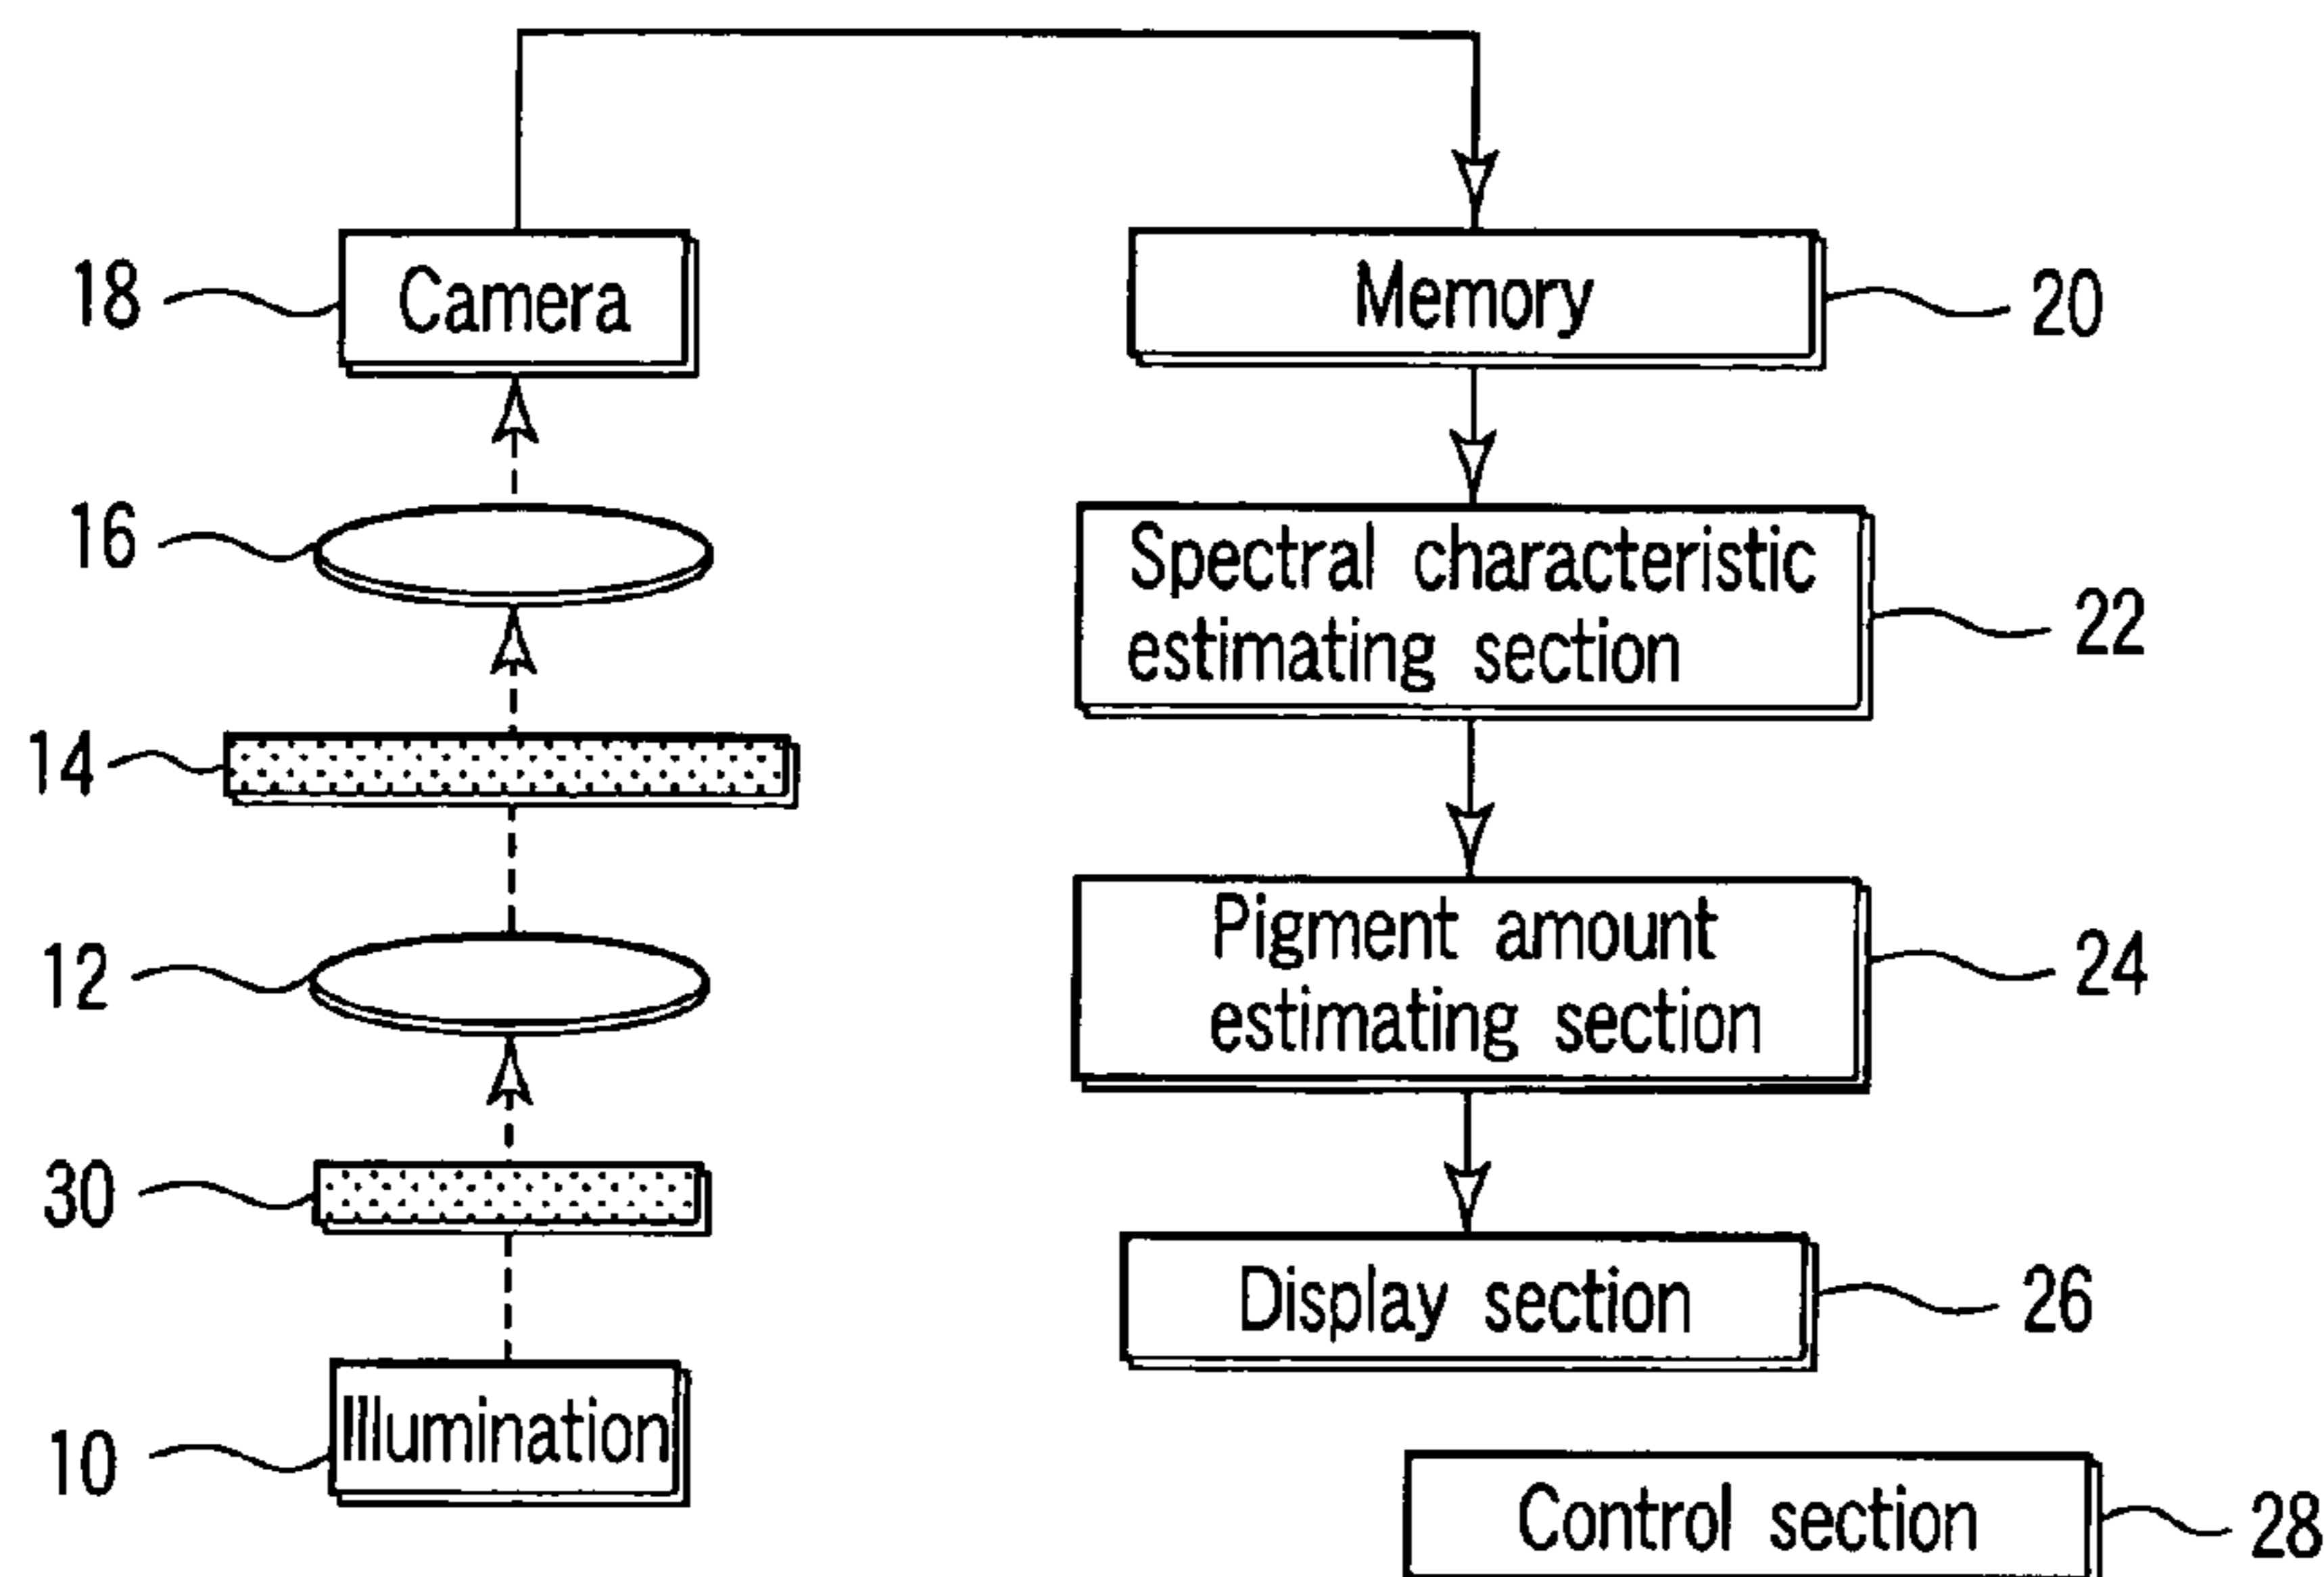 18
Camera
Memory
20
16
Spectral characteristic
estimating section
22
14
12
Pigment amount
estimating section
24
30
Display section
26
10
Illumination
Control section
28